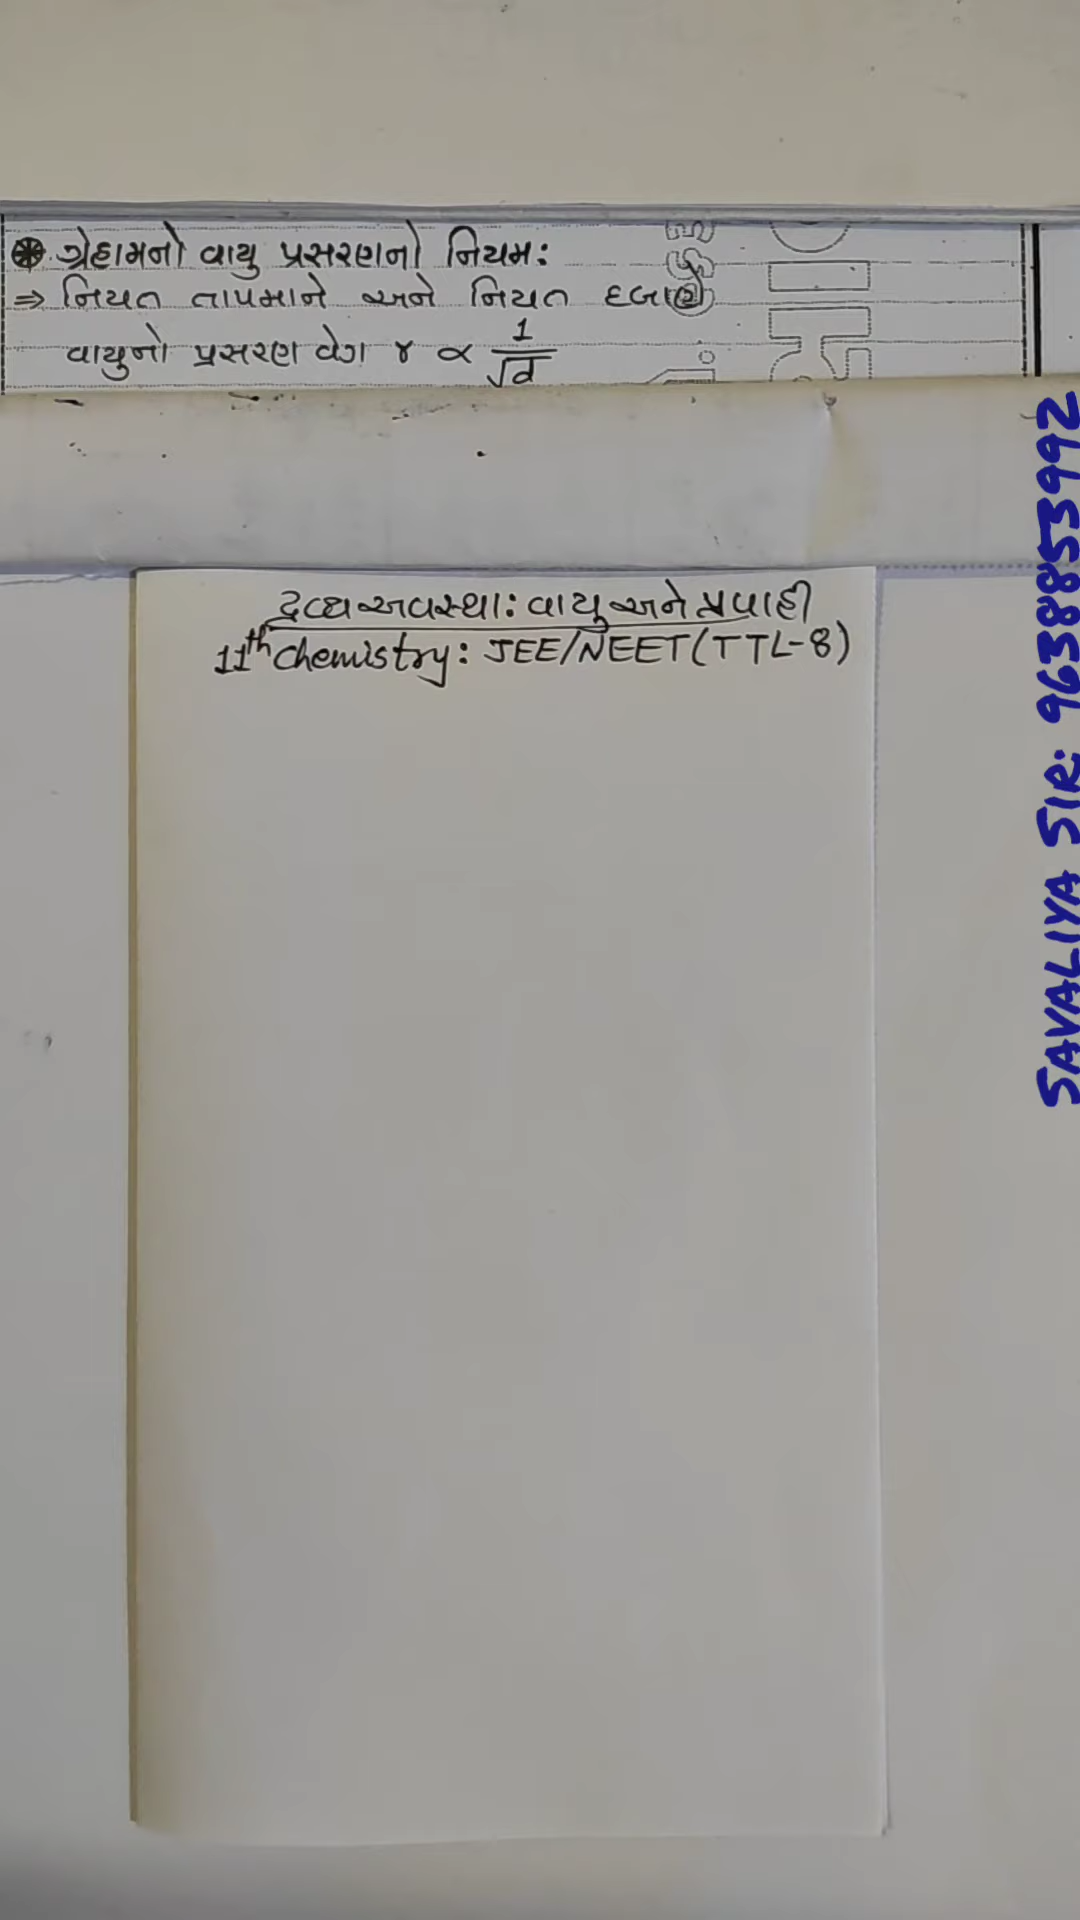 ગ્રેહામનો વાયુ પ્રસરણનો નિયમ:
⇒ નિયત તાપમાને અને નિયત દબાણે
વાયુનો પ્રસરણ વેગ r ∝ 1/√d
દ્રવ્ય અવસ્થા: વાયુ અને પ્રવાહી
11th chemistry: JEE/NEET (TTL-8)
SAVALIYA SIR: 9638853992